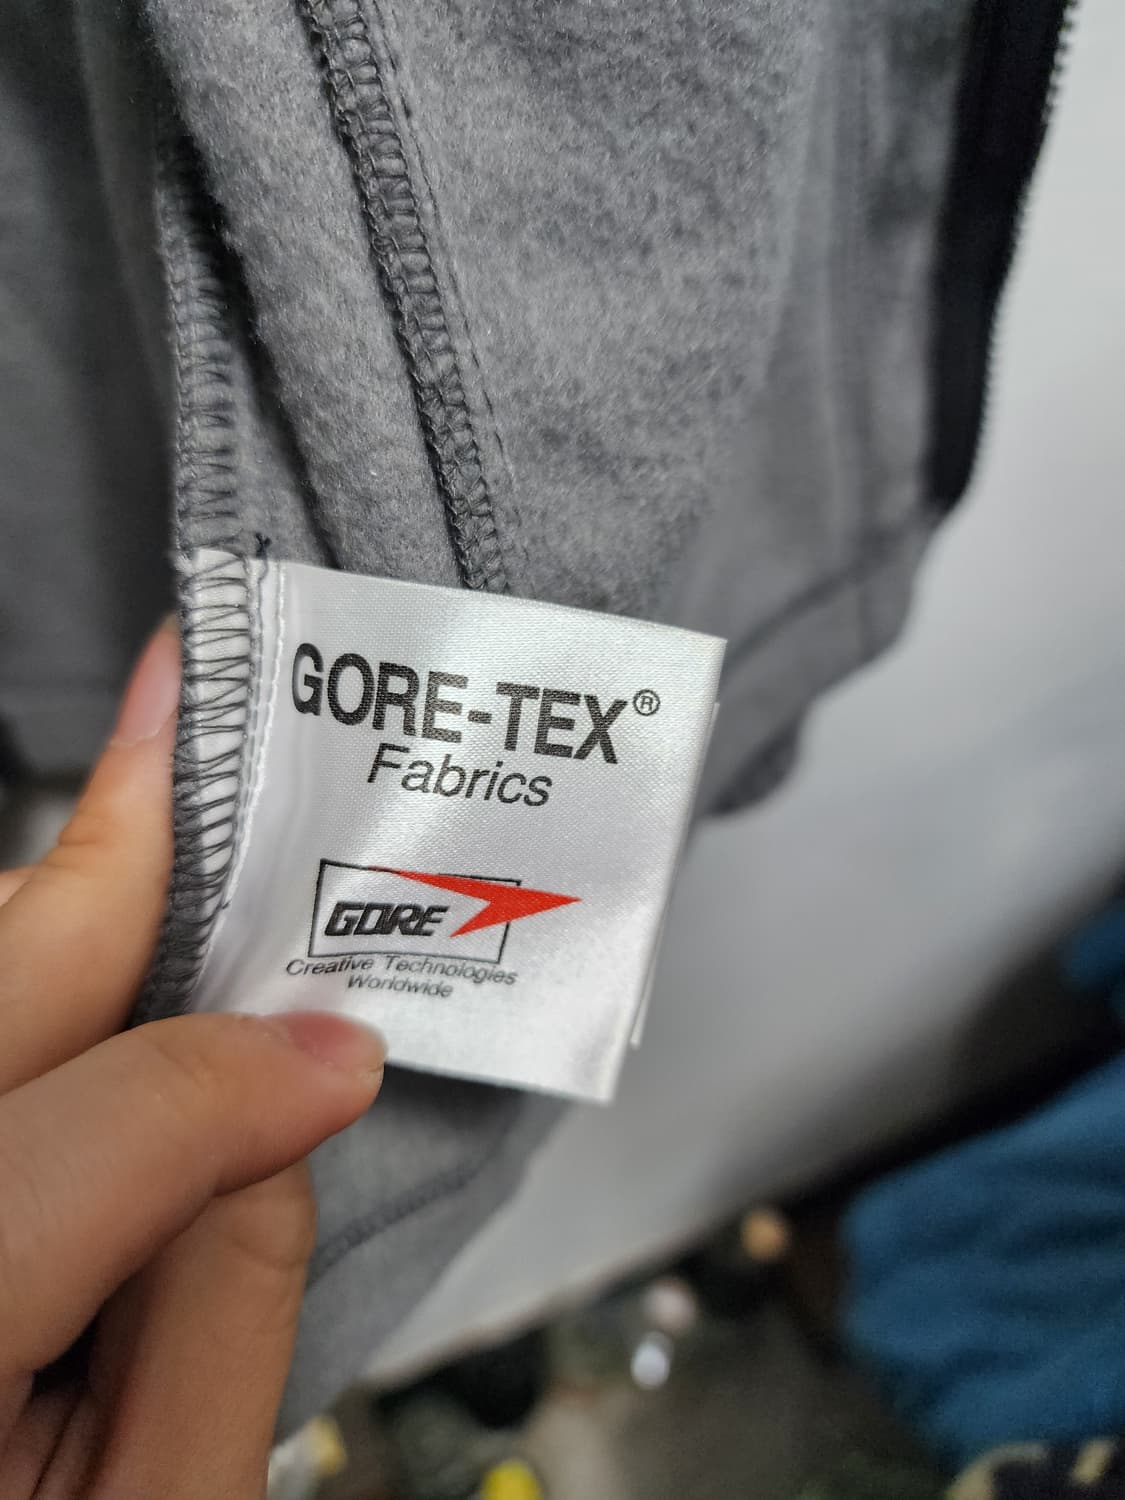 GORE-TEX®
Fabrics
GORE
Creative Technologies
Worldwide